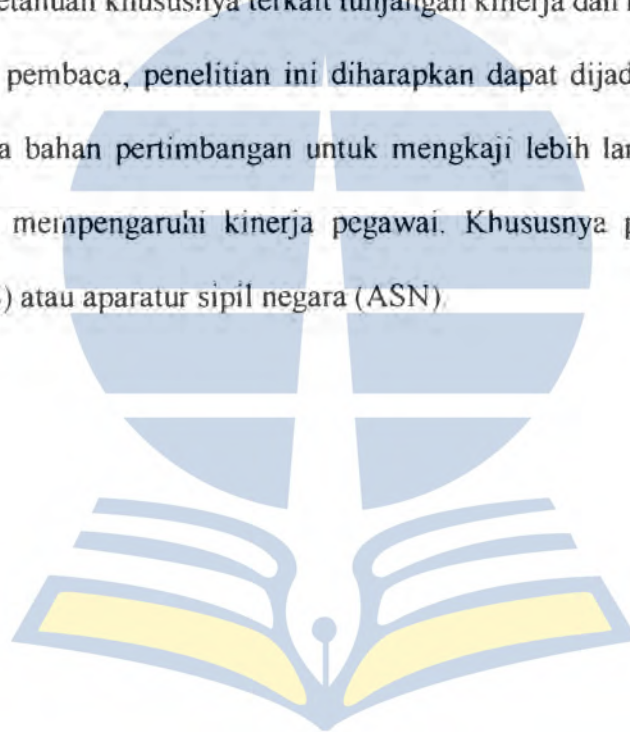 etahuan khususnya terkait tunjangan kinerja dan
pembaca, penelitian ini diharapkan dapat dijad
a bahan pertimbangan untuk mengkaji lebih lan
mempengaruhi kinerja pegawai. Khususnya p
) atau aparatur sipil negara (ASN).